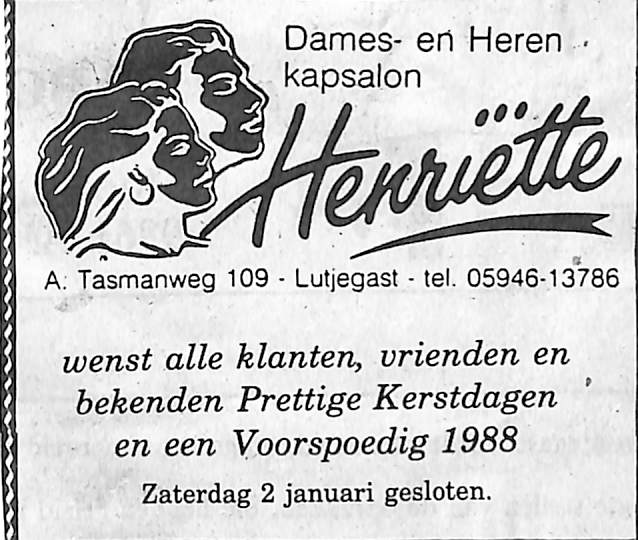 Dames- en Heren
kapsalon
Henriëtte
A. Tasmanweg 109 - Lutjegast - tel. 05946-13786
wenst alle klanten, vrienden en
bekenden Prettige Kerstdagen
en een Voorspoedig 1988
Zaterdag 2 januari gesloten.